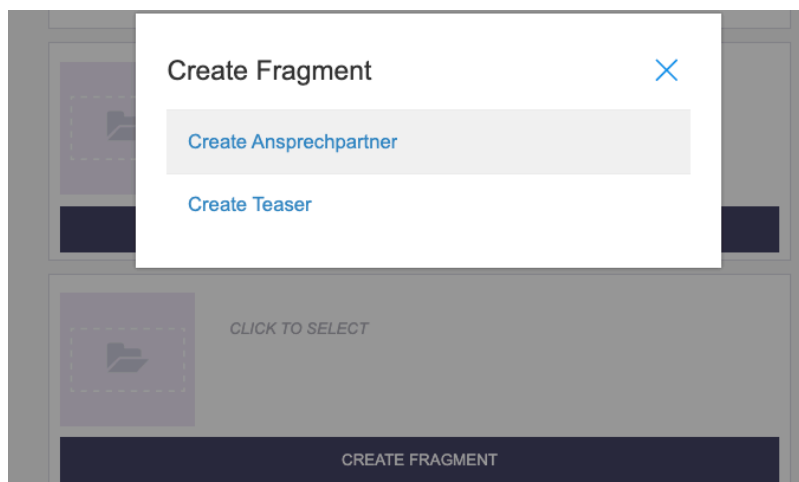 Create Fragment
Create Ansprechpartner
Create Teaser
CLICK TO SELECT
CREATE FRAGMENT